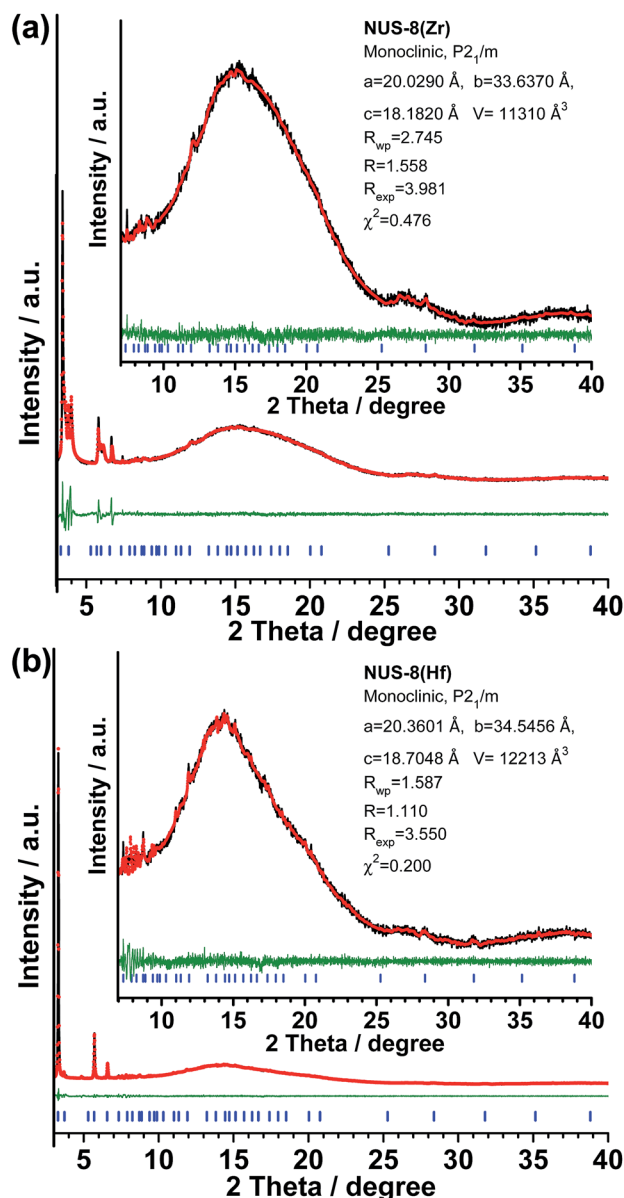 (a)
NUS-8(Zr)
Monoclinic, P2₁/m
a=20.0290 Å, b=33.6370 Å,
c=18.1820 Å V= 11310 Å³
R_wp=2.745
R=1.558
R_exp=3.981
χ²=0.476
Intensity / a.u.
10 15 20 25 30 35 40
2 Theta / degree
Intensity / a.u.
5 10 15 20 25 30 35 40
2 Theta / degree
(b)
NUS-8(Hf)
Monoclinic, P2₁/m
a=20.3601 Å, b=34.5456 Å,
c=18.7048 Å V= 12213 Å³
R_wp=1.587
R=1.110
R_exp=3.550
χ²=0.200
Intensity / a.u.
10 15 20 25 30 35 40
2 Theta / degree
Intensity / a.u.
5 10 15 20 25 30 35 40
2 Theta / degree